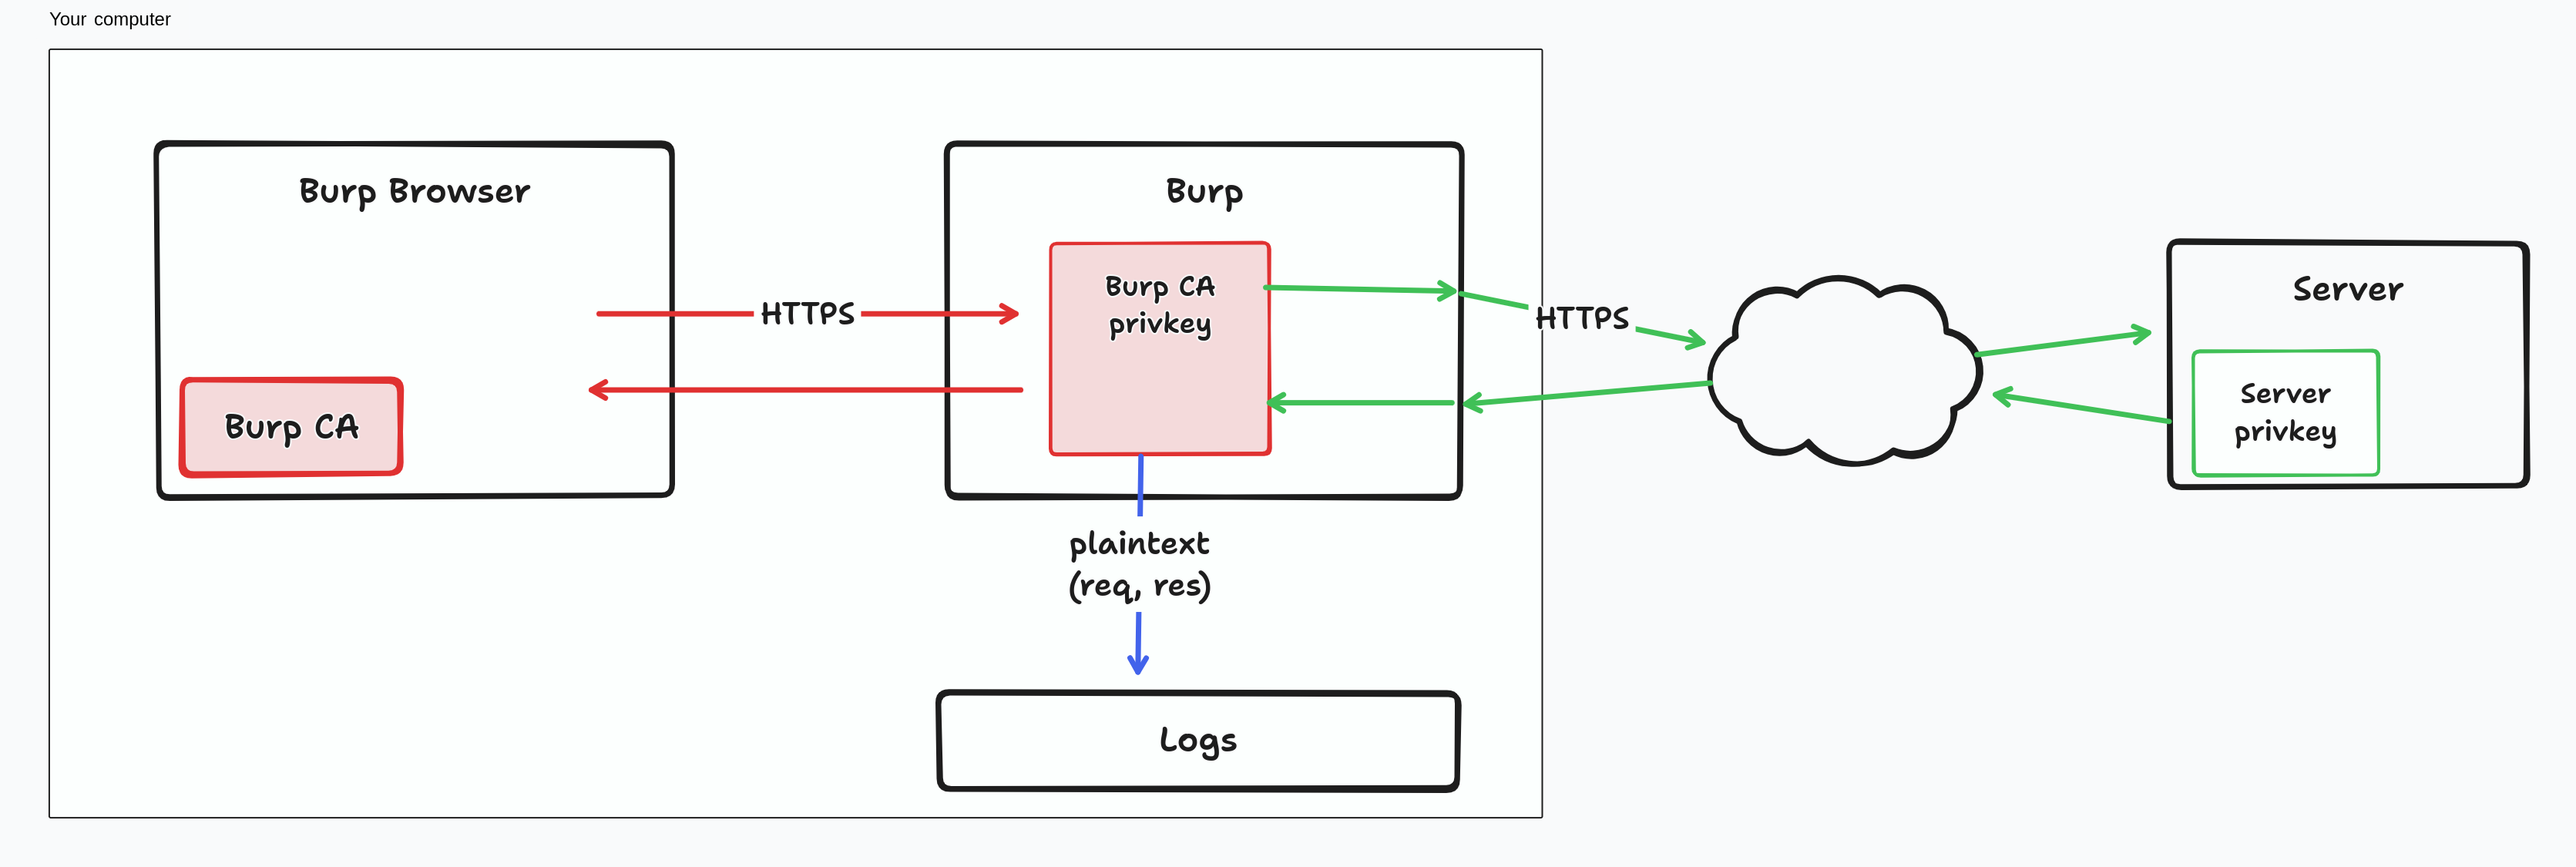 Your computer
Burp Browser
Burp
Burp CA
privkey
HTTPS
HTTPS
Server
Server
privkey
Burp CA
plaintext
(req, res)
Logs